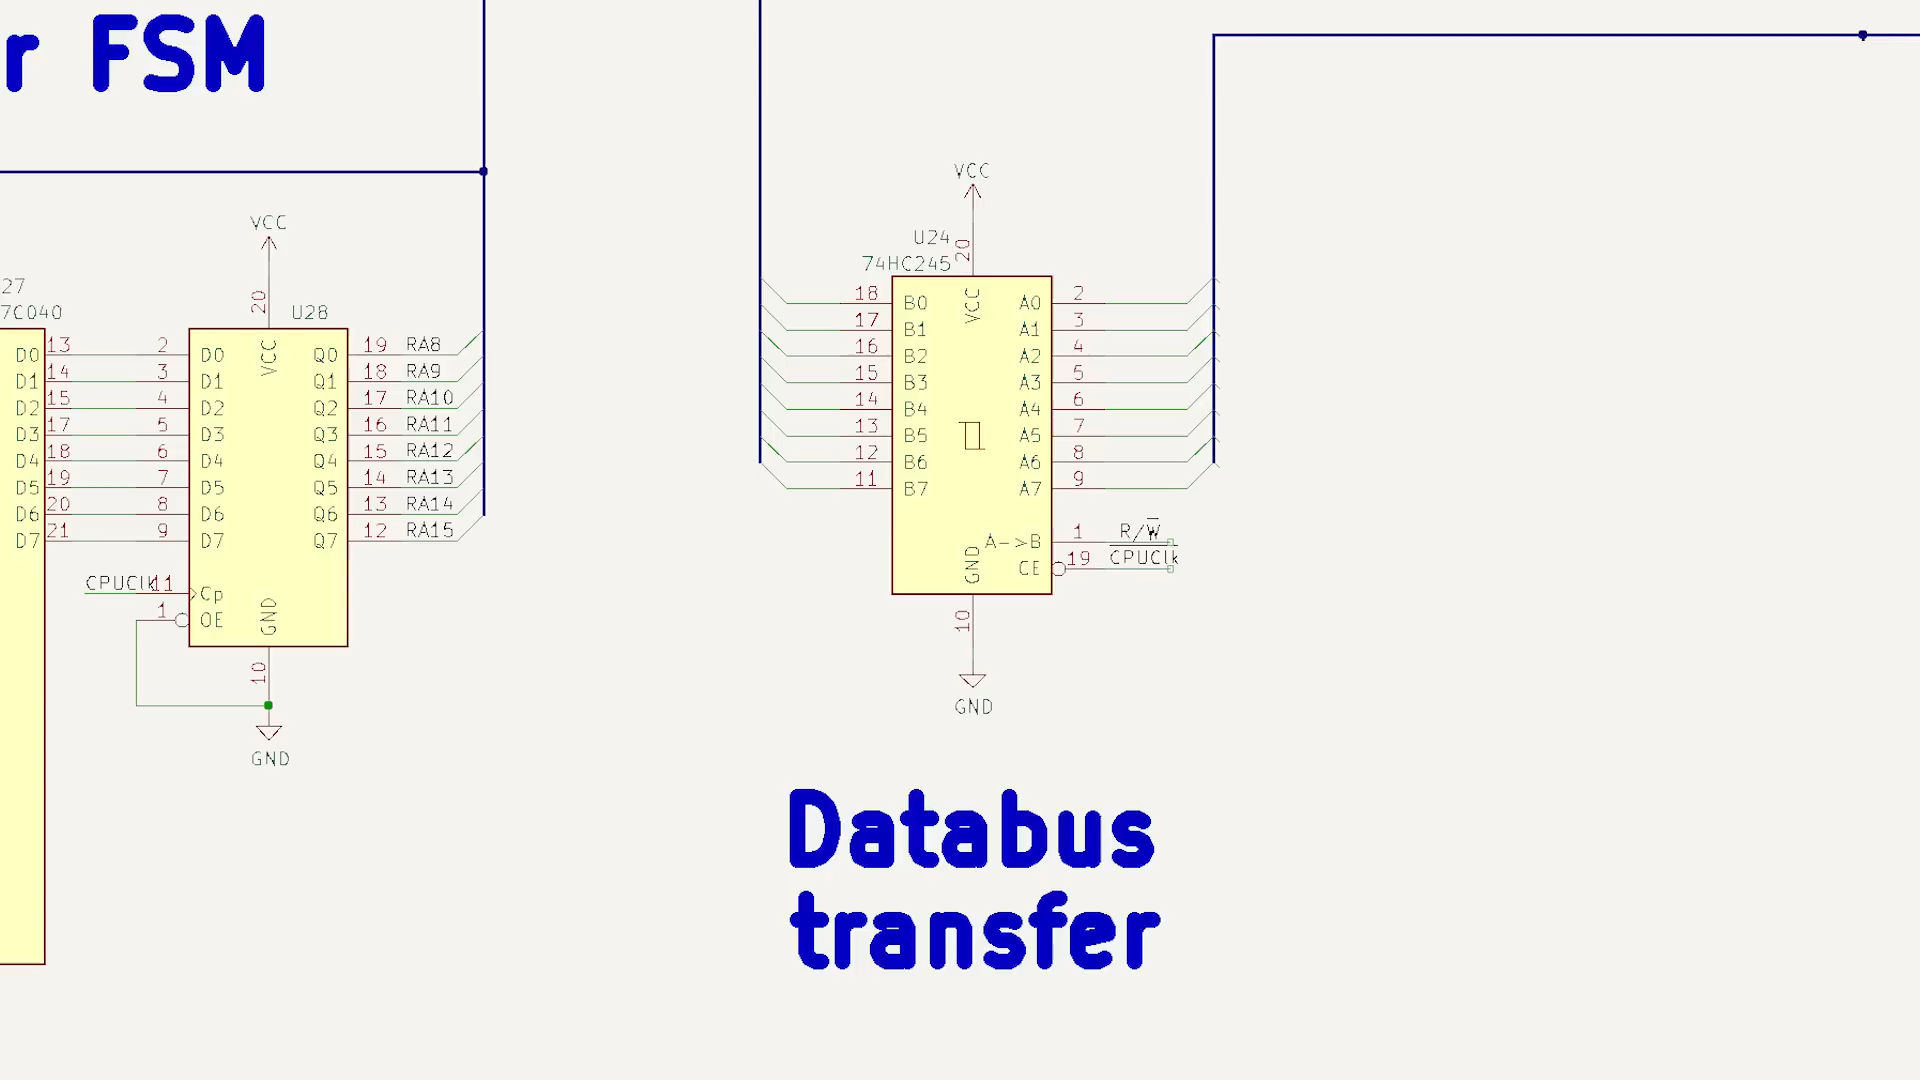 r FSM
VCC
20
27
7C040
U28
D0 13 2 D0 VCC Q0 19 RA8
D1 14 3 D1 Q1 18 RA9
D2 15 4 D2 Q2 17 RA10
D3 17 5 D3 Q3 16 RA11
D4 18 6 D4 Q4 15 RA12
D5 19 7 D5 Q5 14 RA13
D6 20 8 D6 Q6 13 RA14
D7 21 9 D7 Q7 12 RA15
CPUClk 11 Cp
1 OE GND
10
GND
VCC
U24 20
74HC245
18 B0 VCC A0 2
17 B1 A1 3
16 B2 A2 4
15 B3 A3 5
14 B4 A4 6
13 B5 A5 7
12 B6 A6 8
11 B7 A7 9
A->B 1 R/W̅
GND CE 19 C̅P̅U̅C̅l̅k̅
10
GND
Databus
transfer